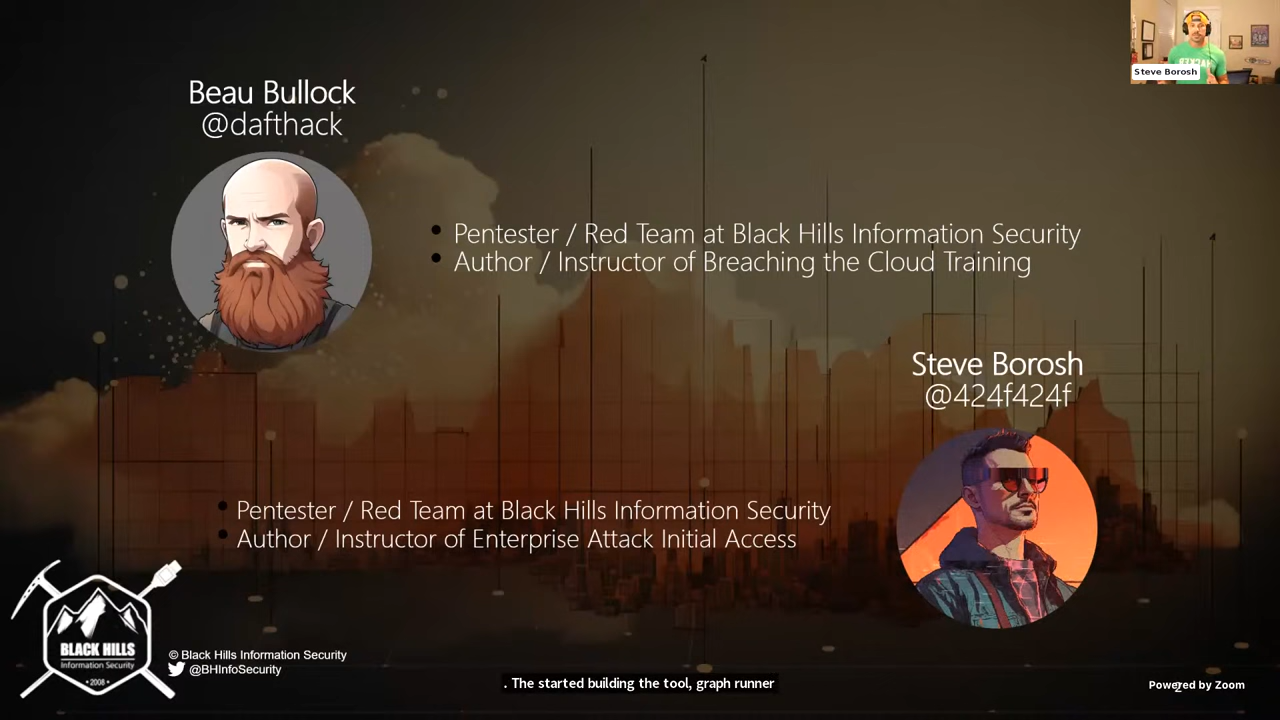 Steve Borosh
Beau Bullock
@dafthack
Pentester / Red Team at Black Hills Information Security
Author / Instructor of Breaching the Cloud Training
Steve Borosh
@424f424f
Pentester / Red Team at Black Hills Information Security
Author / Instructor of Enterprise Attack Initial Access
BLACK HILLS
Information Security
• 2008 •
© Black Hills Information Security
@BHInfoSecurity
. The started building the tool, graph runner
Powered by Zoom
2